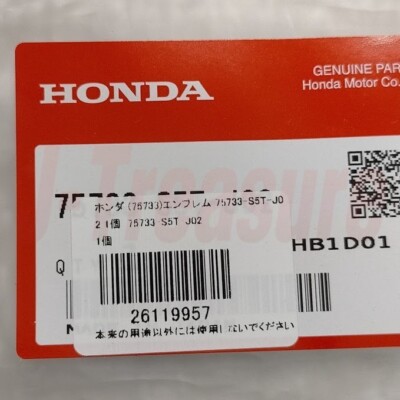 HONDA
GENUINE PAR
Honda Motor Co.
ホンダ(75733)エンブレム 75733-S5T-J0
2 1個 75733 S5T J02
1個
HB1D01
Q
26119957
本来の用途以外には使用しないでください